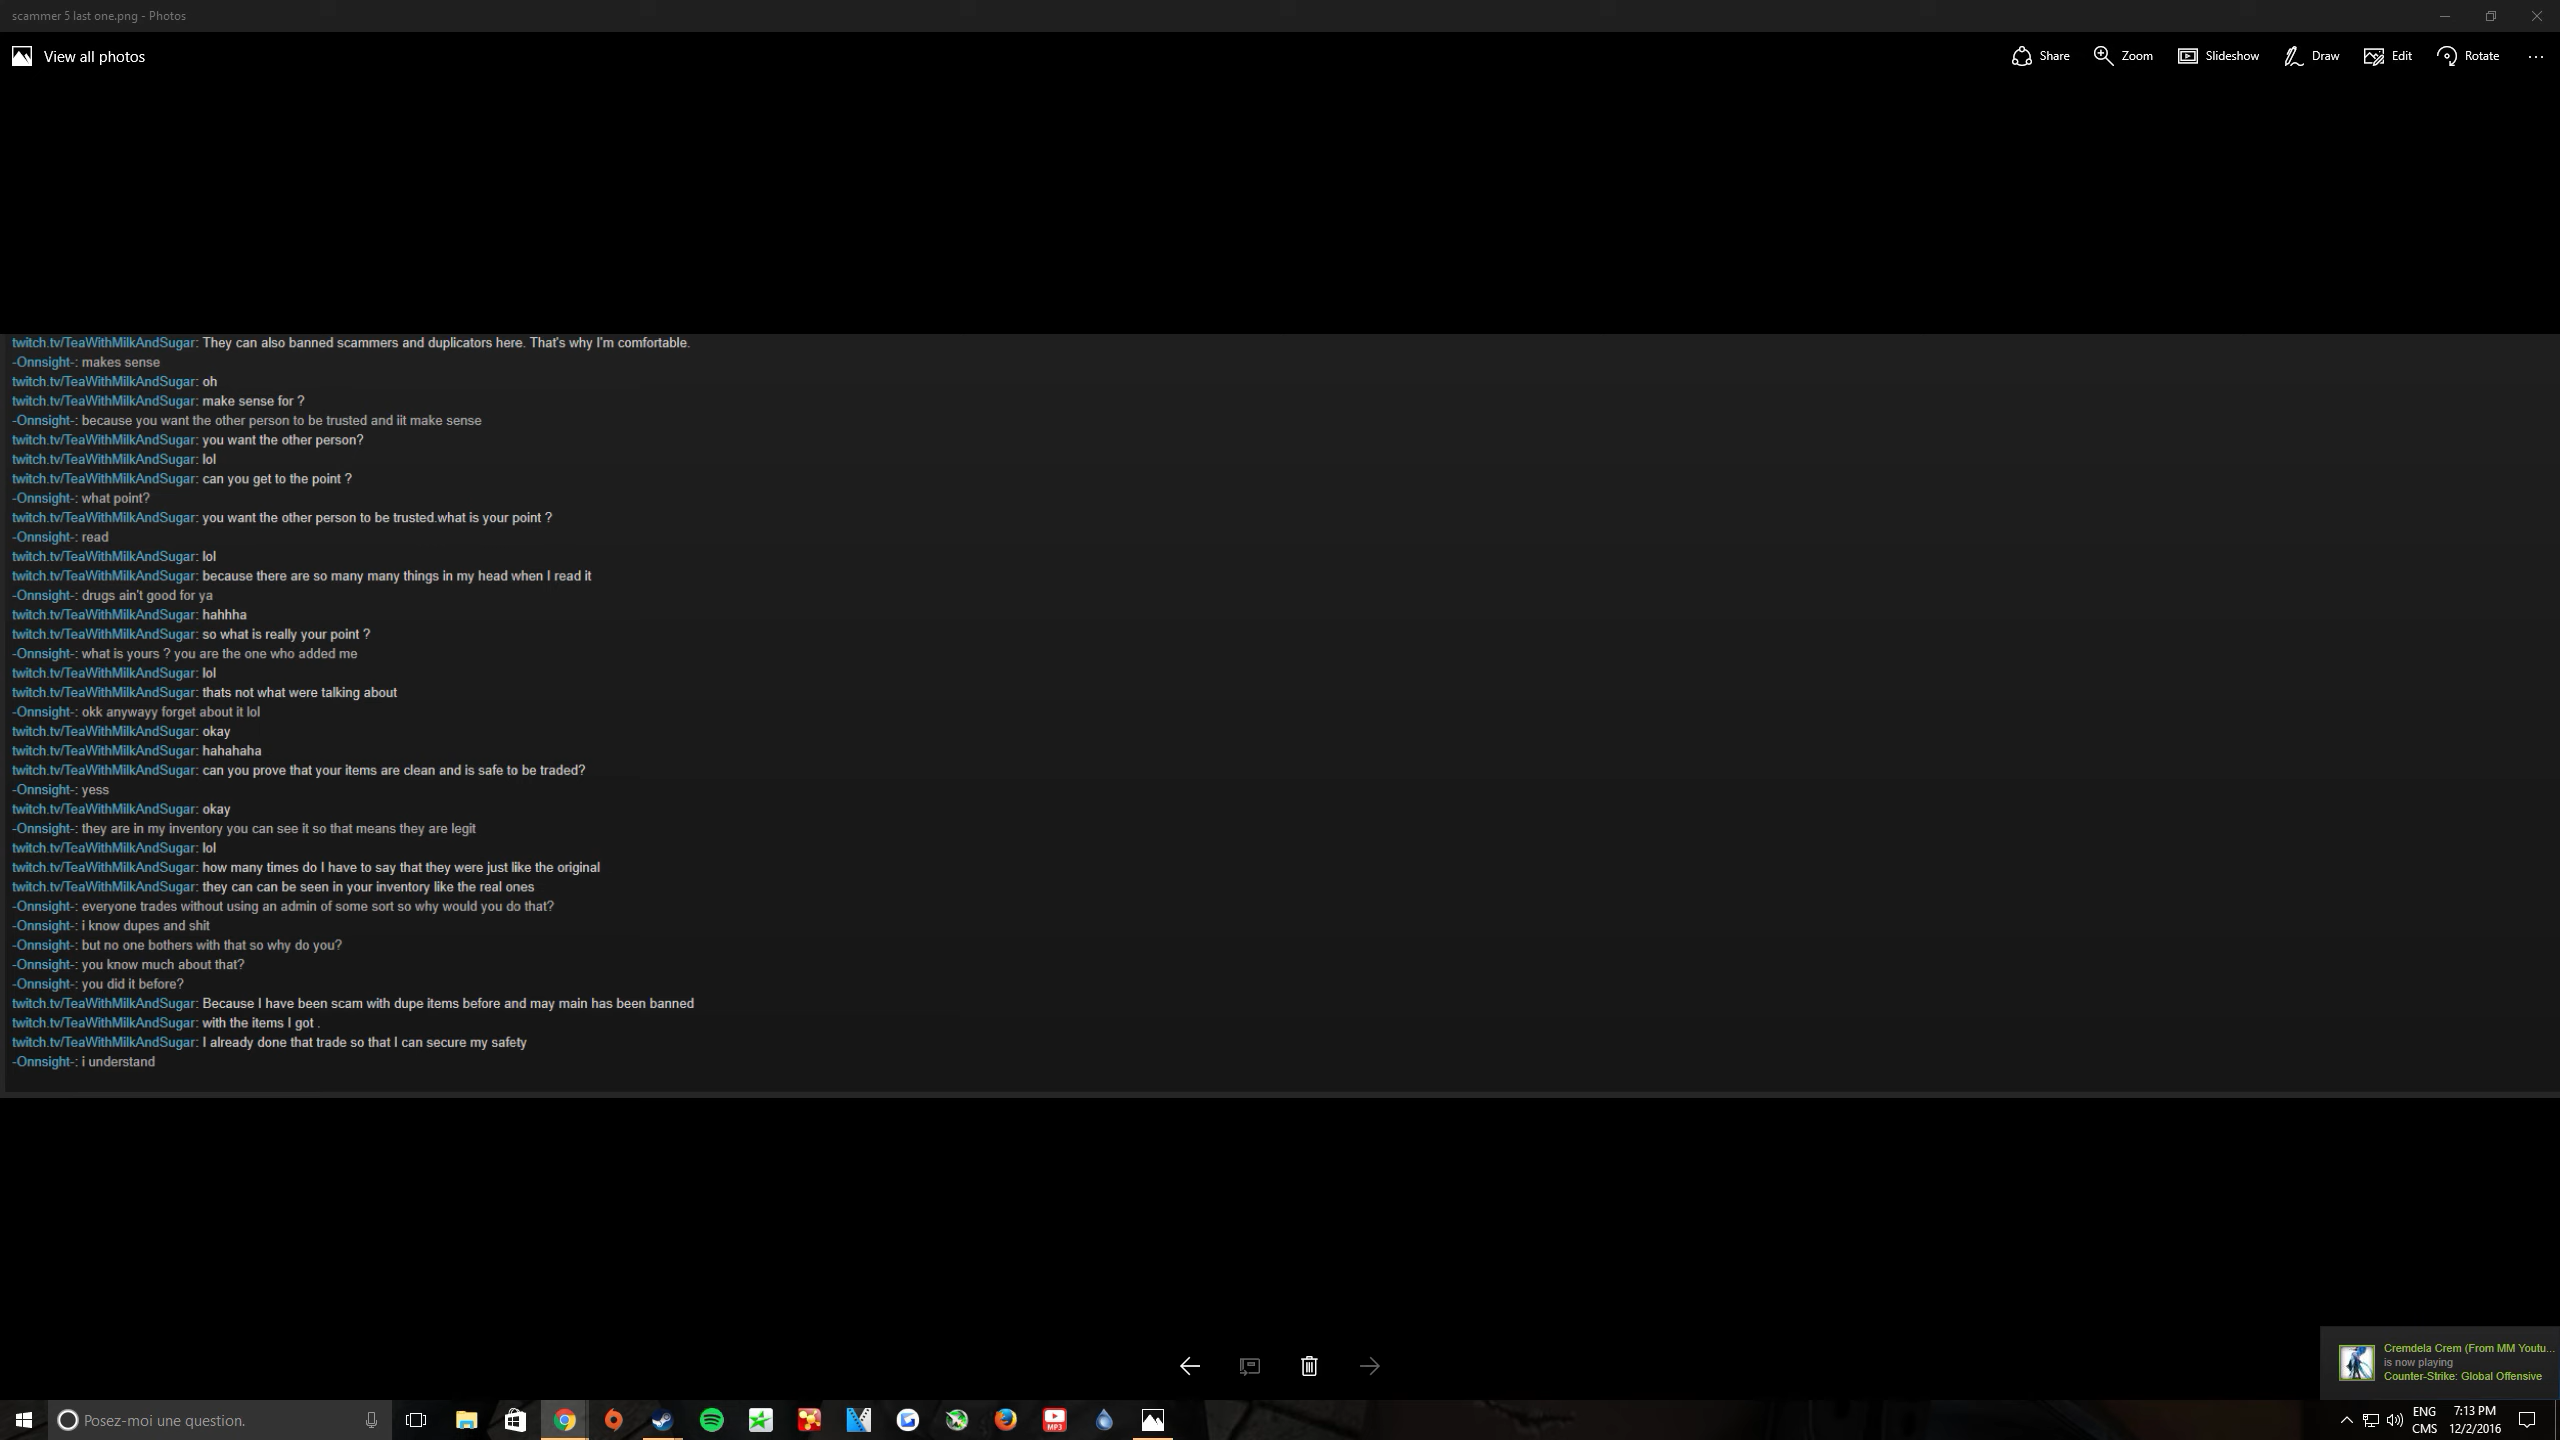 scammer 5 last one.png - Photos
View all photos
Share Zoom Slideshow Draw Edit Rotate ...
twitch.tv/TeaWithMilkAndSugar: They can also banned scammers and duplicators here. That's why I'm comfortable.
-Onnsight-: makes sense
twitch.tv/TeaWithMilkAndSugar: oh
twitch.tv/TeaWithMilkAndSugar: make sense for ?
-Onnsight-: because you want the other person to be trusted and iit make sense
twitch.tv/TeaWithMilkAndSugar: you want the other person?
twitch.tv/TeaWithMilkAndSugar: lol
twitch.tv/TeaWithMilkAndSugar: can you get to the point ?
-Onnsight-: what point?
twitch.tv/TeaWithMilkAndSugar: you want the other person to be trusted.what is your point ?
-Onnsight-: read
twitch.tv/TeaWithMilkAndSugar: lol
twitch.tv/TeaWithMilkAndSugar: because there are so many many things in my head when I read it
-Onnsight-: drugs ain't good for ya
twitch.tv/TeaWithMilkAndSugar: hahhha
twitch.tv/TeaWithMilkAndSugar: so what is really your point ?
-Onnsight-: what is yours ? you are the one who added me
twitch.tv/TeaWithMilkAndSugar: lol
twitch.tv/TeaWithMilkAndSugar: thats not what were talking about
-Onnsight-: okk anywayy forget about it lol
twitch.tv/TeaWithMilkAndSugar: okay
twitch.tv/TeaWithMilkAndSugar: hahahaha
twitch.tv/TeaWithMilkAndSugar: can you prove that your items are clean and is safe to be traded?
-Onnsight-: yess
twitch.tv/TeaWithMilkAndSugar: okay
-Onnsight-: they are in my inventory you can see it so that means they are legit
twitch.tv/TeaWithMilkAndSugar: lol
twitch.tv/TeaWithMilkAndSugar: how many times do I have to say that they were just like the original
twitch.tv/TeaWithMilkAndSugar: they can can be seen in your inventory like the real ones
-Onnsight-: everyone trades without using an admin of some sort so why would you do that?
-Onnsight-: i know dupes and shit
-Onnsight-: but no one bothers with that so why do you?
-Onnsight-: you know much about that?
-Onnsight-: you did it before?
twitch.tv/TeaWithMilkAndSugar: Because I have been scam with dupe items before and may main has been banned
twitch.tv/TeaWithMilkAndSugar: with the items I got .
twitch.tv/TeaWithMilkAndSugar: I already done that trade so that I can secure my safety
-Onnsight-: i understand
Cremdela Crem (From MM Youtu...
is now playing
Counter-Strike: Global Offensive
Posez-moi une question.
MP3
ENG
CMS
7:13 PM
12/2/2016